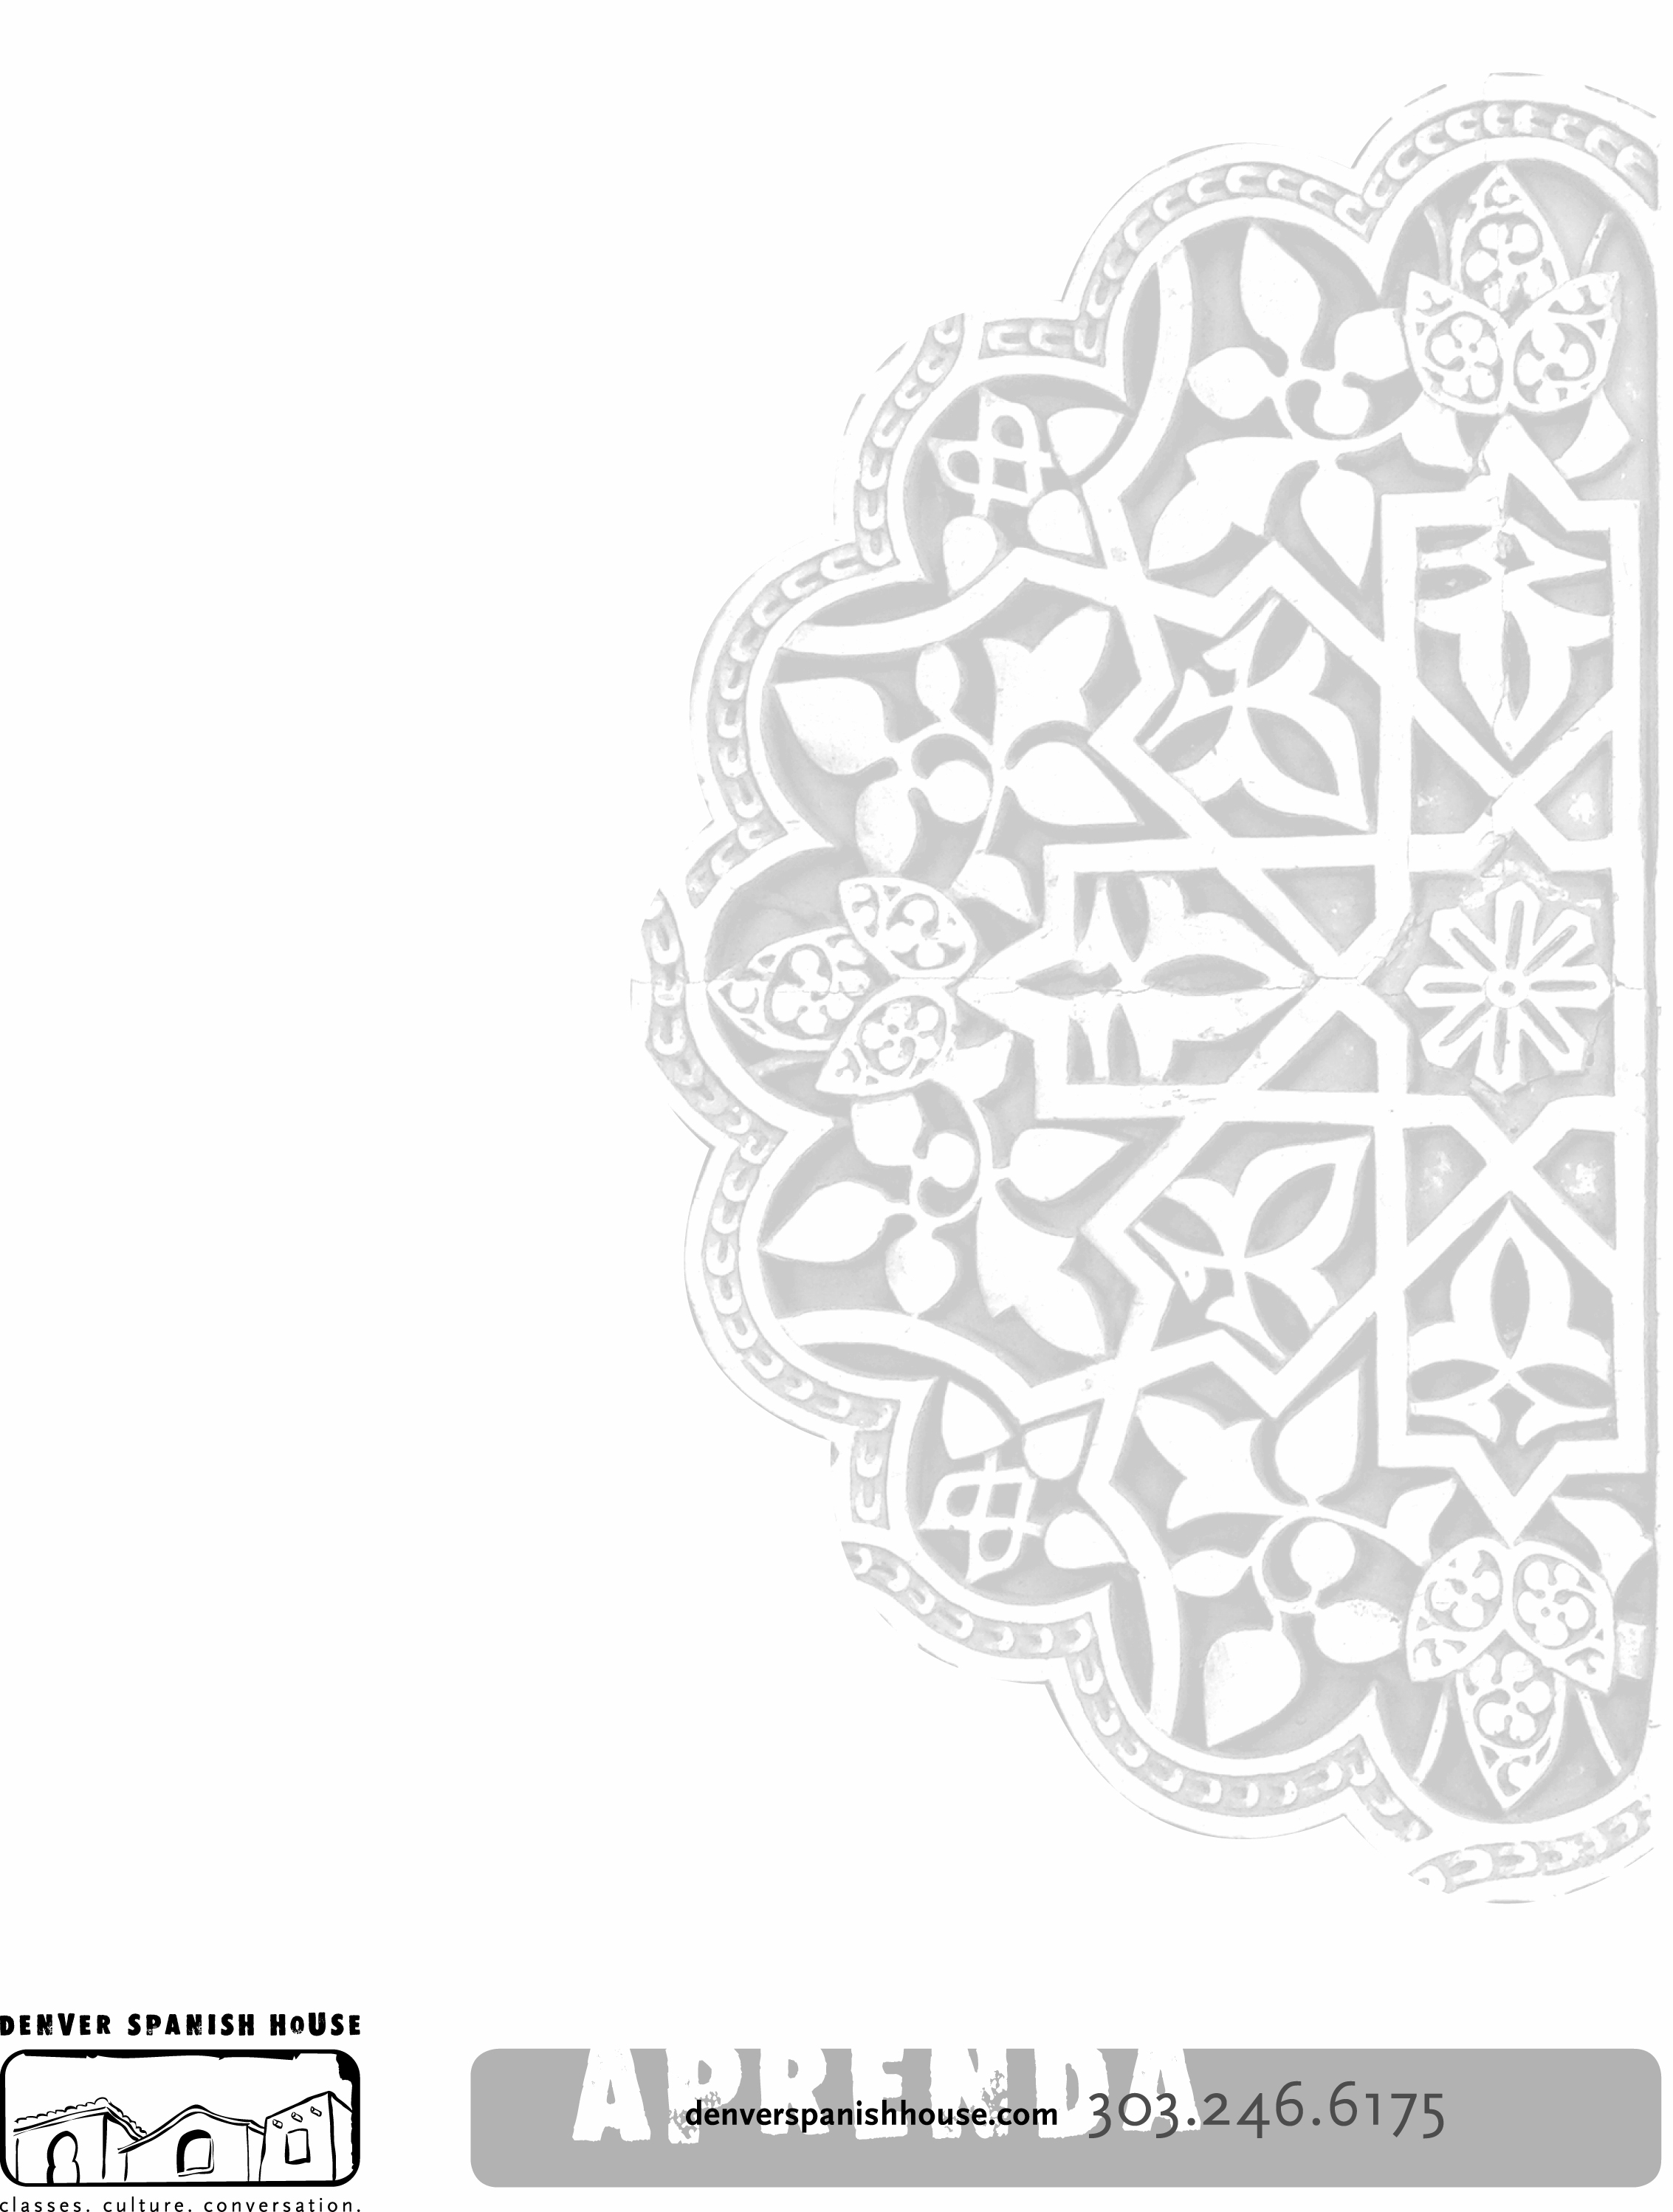 DENVER SPANISH HOUSE
classes. culture. conversation.
APRENDA
denverspanishhouse.com 303.246.6175